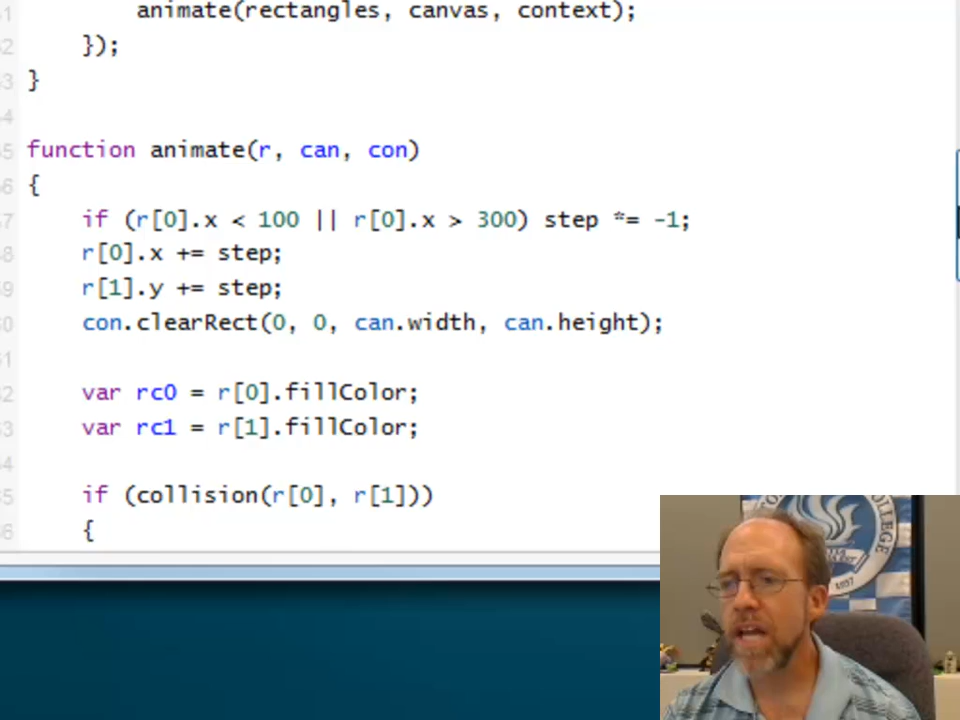 animate(rectangles, canvas, context);
});
}
function animate(r, can, con)
{
if (r[0].x < 100 || r[0].x > 300) step *= -1;
r[0].x += step;
r[1].y += step;
con.clearRect(0, 0, can.width, can.height);
var rc0 = r[0].fillColor;
var rc1 = r[1].fillColor;
if (collision(r[0], r[1]))
{
COLLEGE
1857